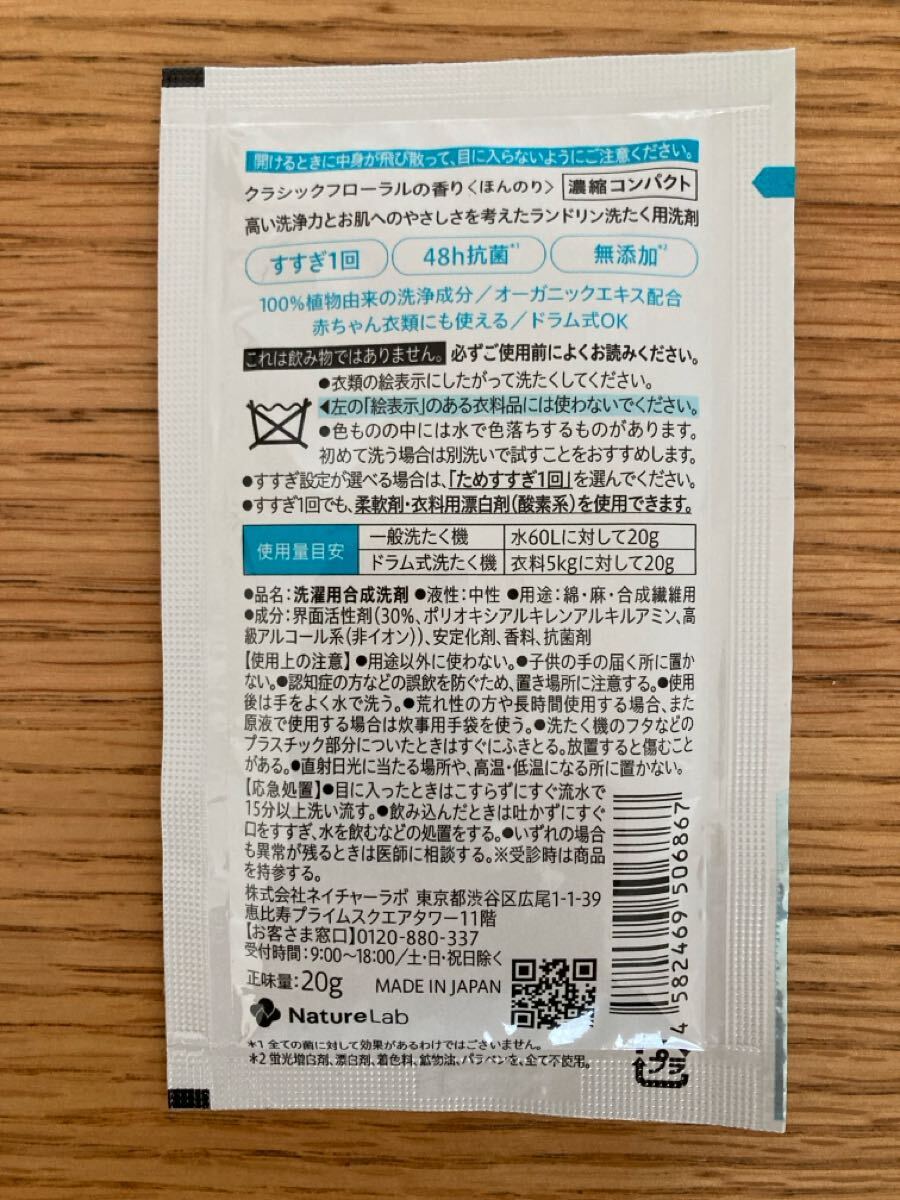 開けるときに中身が飛び散って、目に入らないようにご注意ください。
クラシックフローラルの香り〈ほんのり〉 濃縮コンパクト
高い洗浄力とお肌へのやさしさを考えたランドリン洗たく用洗剤
すすぎ1回 48h抗菌*1 無添加*2
100%植物由来の洗浄成分/オーガニックエキス配合
赤ちゃん衣類にも使える/ドラム式OK
これは飲み物ではありません。 必ずご使用前によくお読みください。
●衣類の絵表示にしたがって洗たくしてください。
◀左の「絵表示」のある衣料品には使わないでください。
●色ものの中には水で色落ちするものがあります。
初めて洗う場合は別洗いで試すことをおすすめします。
●すすぎ設定が選べる場合は、「ためすすぎ1回」を選んでください。
●すすぎ1回でも、柔軟剤・衣料用漂白剤(酸素系)を使用できます。
使用量目安
一般洗たく機 水60Lに対して20g
ドラム式洗たく機 衣料5kgに対して20g
●品名:洗濯用合成洗剤 ●液性:中性 ●用途:綿・麻・合成繊維用
●成分:界面活性剤(30%、ポリオキシアルキレンアルキルアミン、高
級アルコール系(非イオン))、安定化剤、香料、抗菌剤
【使用上の注意】●用途以外に使わない。●子供の手の届く所に置か
ない。●認知症の方などの誤飲を防ぐため、置き場所に注意する。●使用
後は手をよく水で洗う。●荒れ性の方や長時間使用する場合、また
原液で使用する場合は炊事用手袋を使う。●洗たく機のフタなどの
プラスチック部分についたときはすぐにふきとる。放置すると傷むこと
がある。●直射日光に当たる場所や、高温・低温になる所に置かない。
【応急処置】●目に入ったときはこすらずにすぐ流水で
15分以上洗い流す。●飲み込んだときは吐かずにすぐ
口をすすぎ、水を飲むなどの処置をする。●いずれの場合
も異常が残るときは医師に相談する。※受診時は商品
を持参する。
株式会社ネイチャーラボ 東京都渋谷区広尾1-1-39
恵比寿プライムスクエアタワー11階
【お客さま窓口】0120-880-337
受付時間:9:00〜18:00/土・日・祝日除く
正味量:20g MADE IN JAPAN
NatureLab
*1 全ての菌に対して効果があるわけではございません。
*2 蛍光増白剤、漂白剤、着色料、鉱物油、パラベンを、全て不使用。
4 582469 506867
プラ